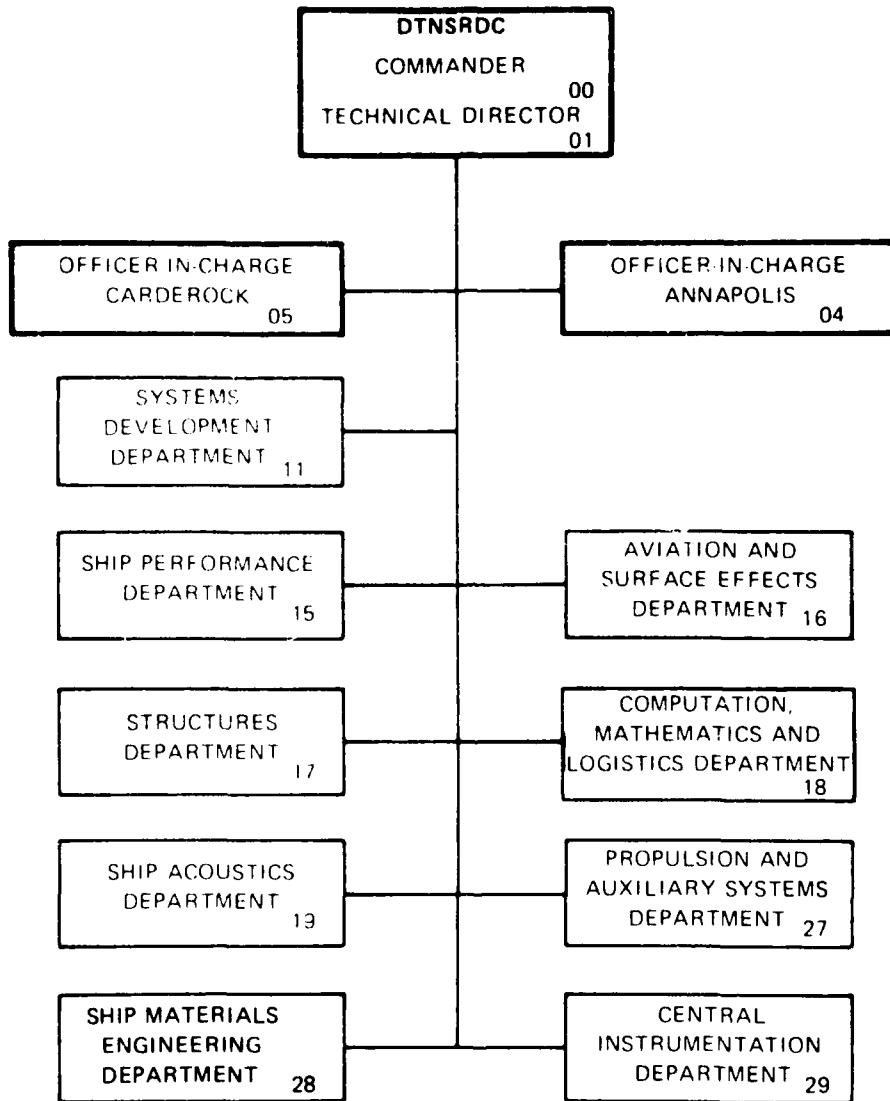 DTNSRDC
COMMANDER
00
TECHNICAL DIRECTOR
01
OFFICER-IN-CHARGE
CARDEROCK
05
OFFICER-IN-CHARGE
ANNAPOLIS
04
SYSTEMS
DEVELOPMENT
DEPARTMENT
11
SHIP PERFORMANCE
DEPARTMENT
15
AVIATION AND
SURFACE EFFECTS
DEPARTMENT
16
STRUCTURES
DEPARTMENT
17
COMPUTATION,
MATHEMATICS AND
LOGISTICS DEPARTMENT
18
SHIP ACOUSTICS
DEPARTMENT
19
PROPULSION AND
AUXILIARY SYSTEMS
DEPARTMENT
27
SHIP MATERIALS
ENGINEERING
DEPARTMENT
28
CENTRAL
INSTRUMENTATION
DEPARTMENT
29